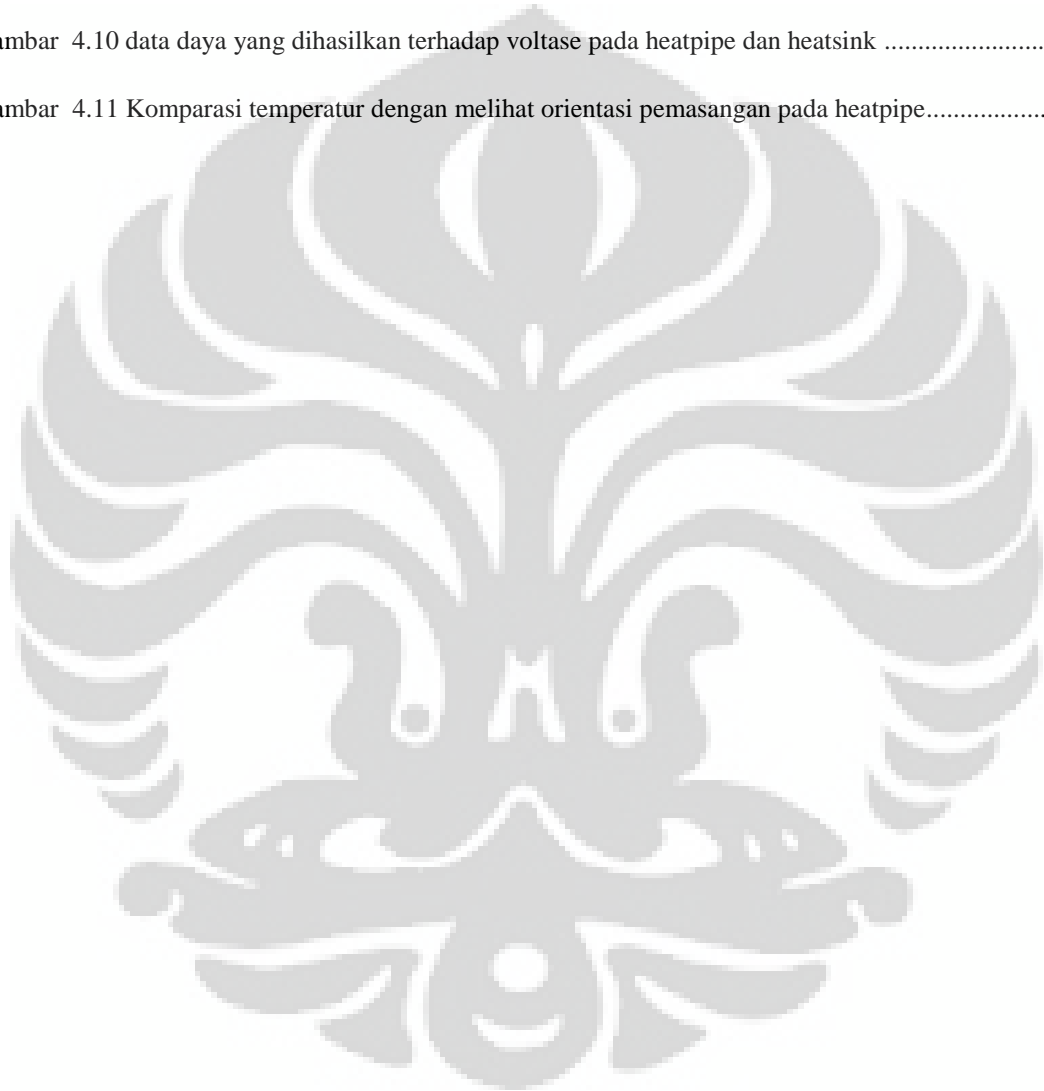 ambar 4.10 data daya yang dihasilkan terhadap voltase pada heatpipe dan heatsink ........................
ambar 4.11 Komparasi temperatur dengan melihat orientasi pemasangan pada heatpipe..................